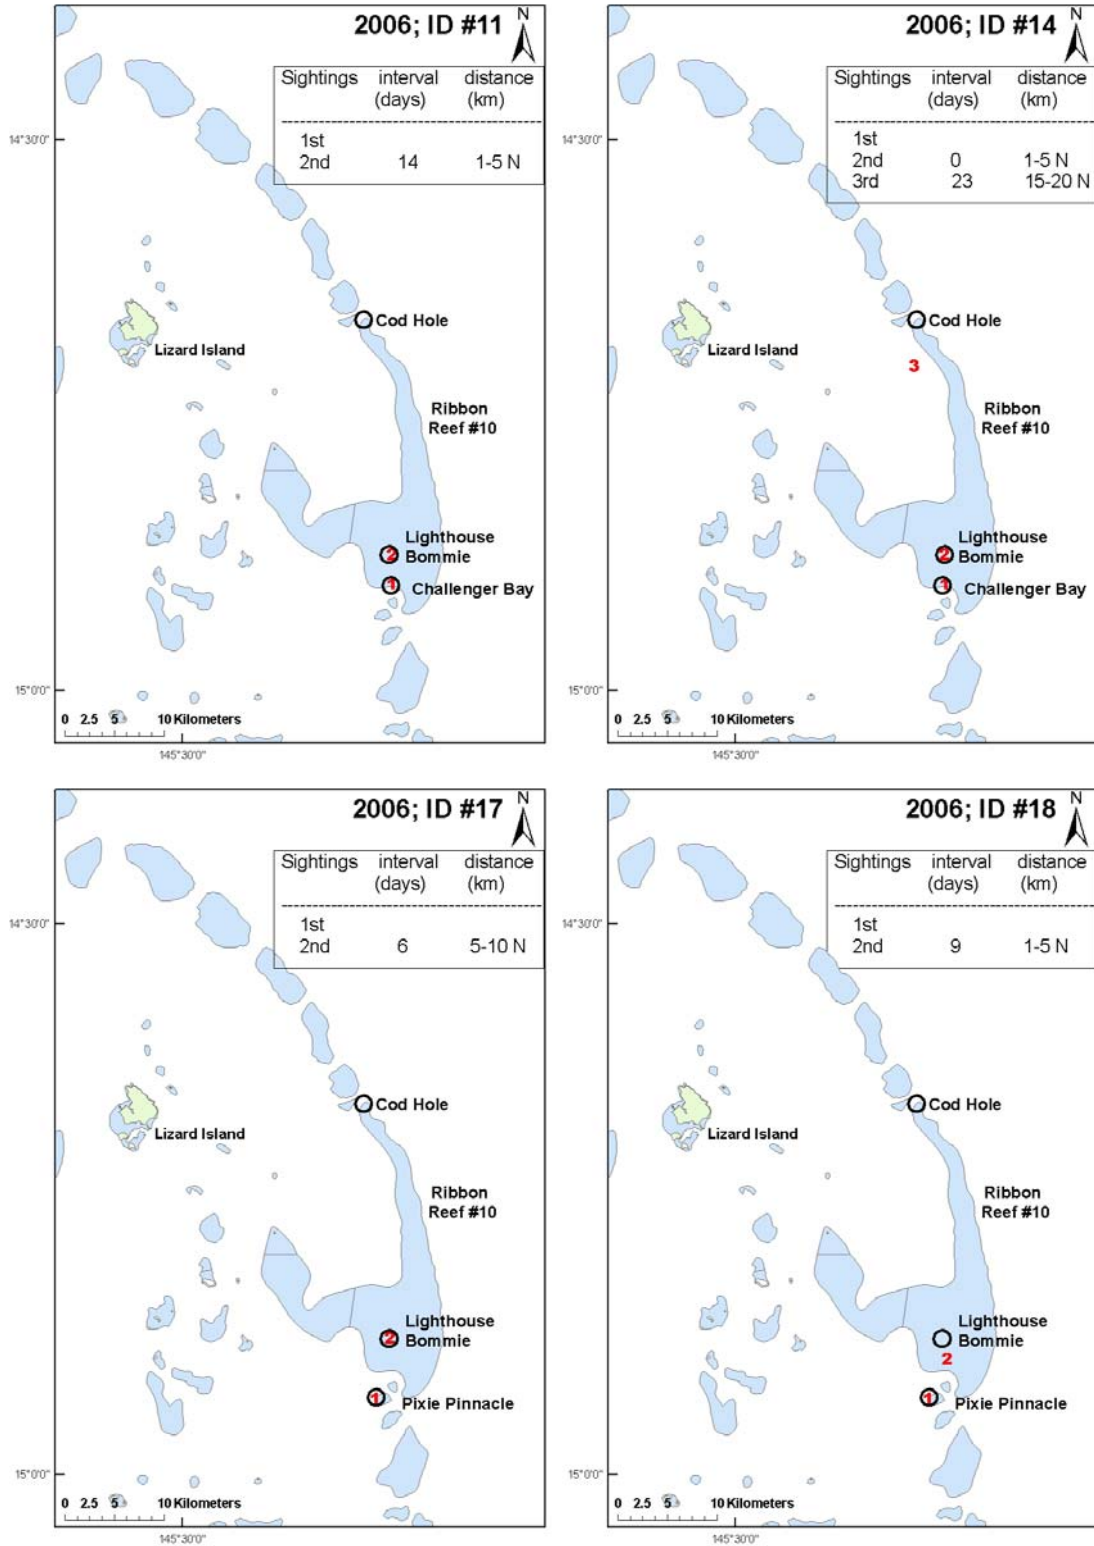 2006; ID #11
N
Sightings interval distance
(days) (km)
1st
2nd 14 1-5 N
14°30'0"
Cod Hole
Lizard Island
Ribbon
Reef #10
Lighthouse
2 Bommie
1 Challenger Bay
15°0'0"
0 2.5 5 10 Kilometers
145°30'0"
2006; ID #14
N
Sightings interval distance
(days) (km)
1st
2nd 0 1-5 N
3rd 23 15-20 N
14°30'0"
Cod Hole
Lizard Island
3
Ribbon
Reef #10
Lighthouse
2 Bommie
1 Challenger Bay
15°0'0"
0 2.5 5 10 Kilometers
145°30'0"
2006; ID #17
N
Sightings interval distance
(days) (km)
1st
2nd 6 5-10 N
14°30'0"
Cod Hole
Lizard Island
Ribbon
Reef #10
Lighthouse
2 Bommie
1 Pixie Pinnacle
15°0'0"
0 2.5 5 10 Kilometers
145°30'0"
2006; ID #18
N
Sightings interval distance
(days) (km)
1st
2nd 9 1-5 N
14°30'0"
Cod Hole
Lizard Island
Ribbon
Reef #10
Lighthouse
Bommie
2
1 Pixie Pinnacle
15°0'0"
0 2.5 5 10 Kilometers
145°30'0"